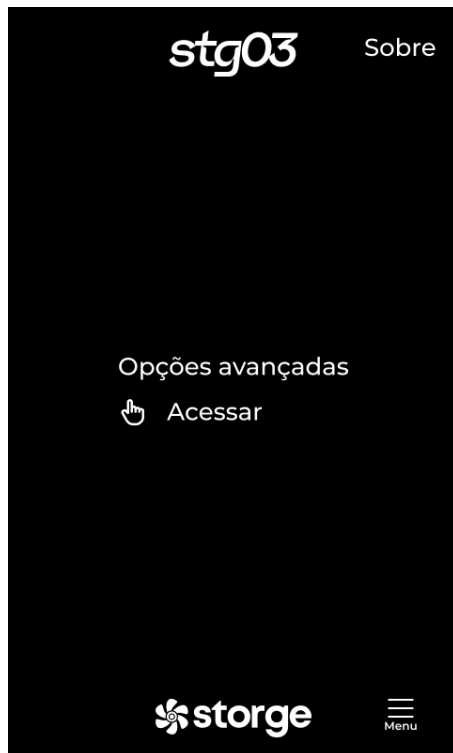 stg03
Sobre
Opções avançadas
Acessar
storge
Menu